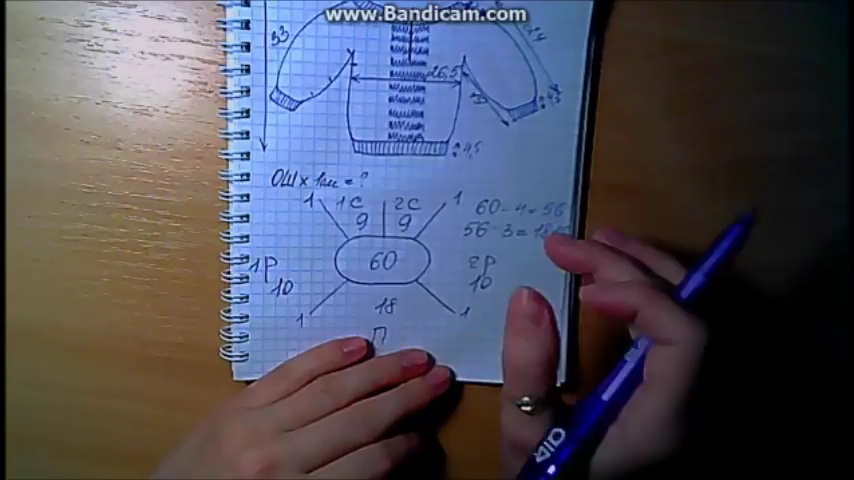 www.Bandicam.com
33
24
26,5
4,5
ОШ x 1см = ?
1 1С 2С 1
9 9
60 - 4 = 56
56 : 3 = 18
60
1Р 2Р
10 10
18
1 1
П